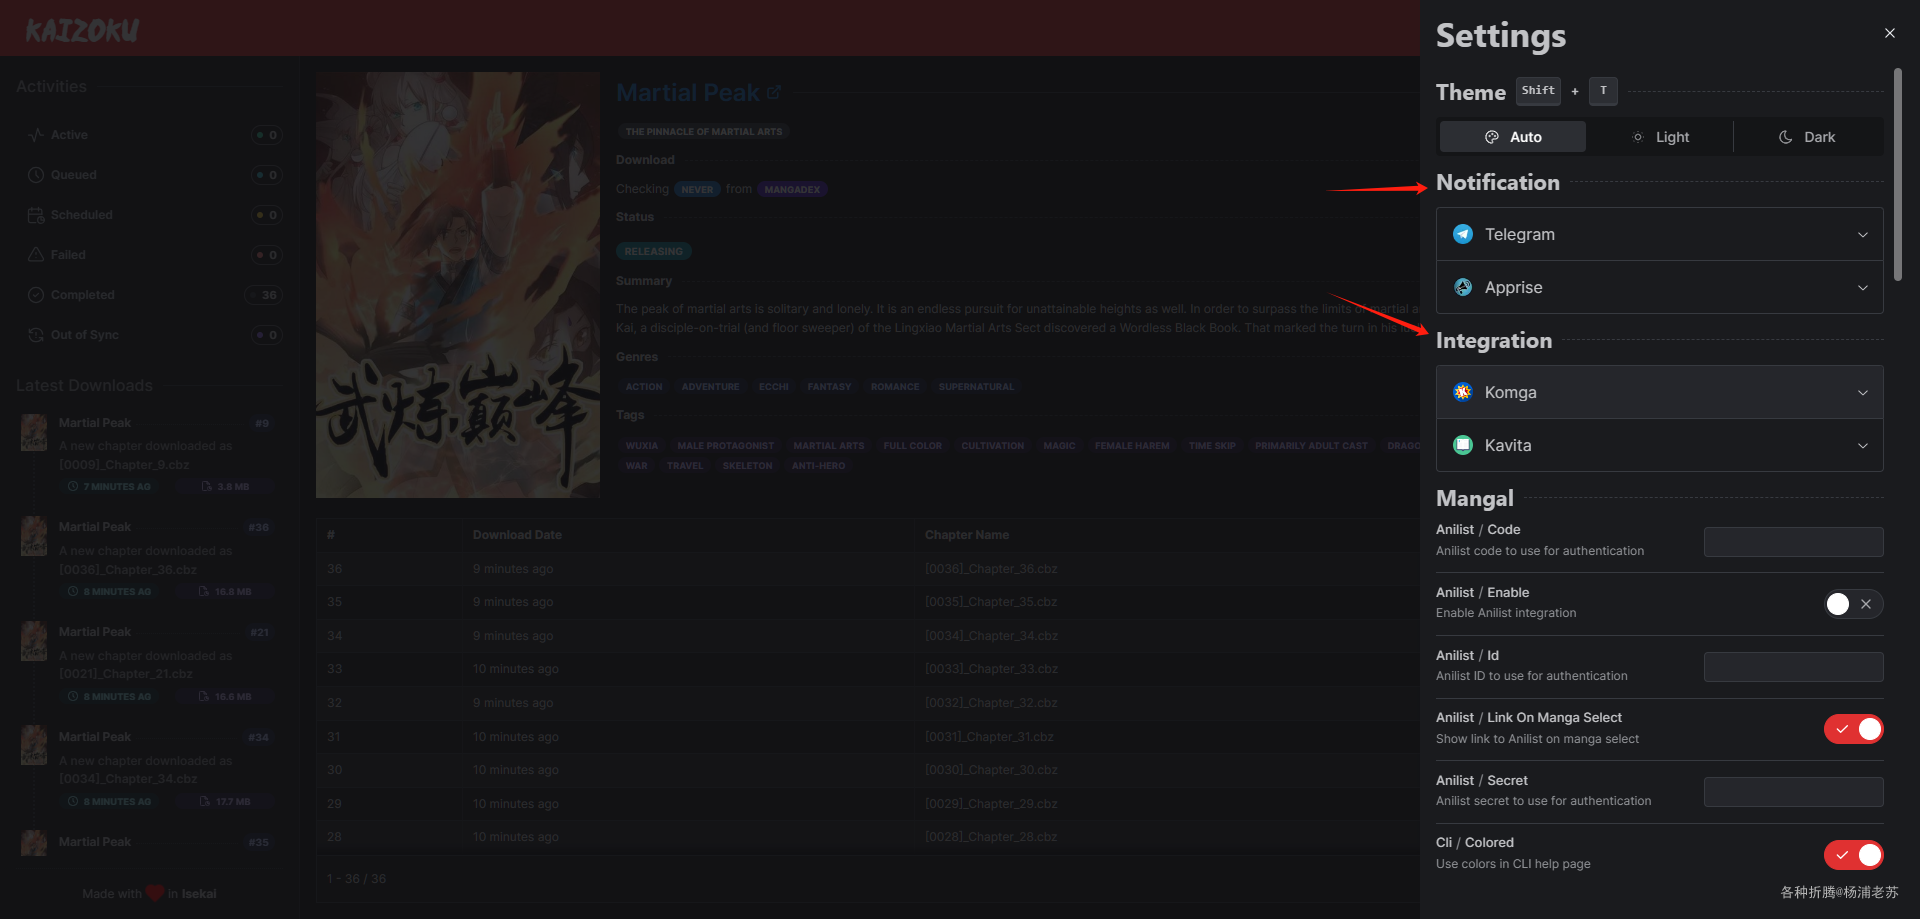 KAIZOKU
Activities
Active
0
Queued
0
Scheduled
0
Failed
0
Completed
36
Out of Sync
0
Latest Downloads
Martial Peak
#9
A new chapter downloaded as
[0009]_Chapter_9.cbz
7 MINUTES AG
3.8 MB
Martial Peak
#36
A new chapter downloaded as
[0036]_Chapter_36.cbz
8 MINUTES AG
16.8 MB
Martial Peak
#21
A new chapter downloaded as
[0021]_Chapter_21.cbz
8 MINUTES AG
16.6 MB
Martial Peak
#34
A new chapter downloaded as
[0034]_Chapter_34.cbz
8 MINUTES AG
17.7 MB
Martial Peak
#35
Made with in Isekai
武炼巅峰
Martial Peak
THE PINNACLE OF MARTIAL ARTS
Download
Checking NEVER from MANGADEX
Status
RELEASING
Summary
The peak of martial arts is solitary and lonely. It is an endless pursuit for unattainable heights as well. In order to surpass the limits of martial a
Kai, a disciple-on-trial (and floor sweeper) of the Lingxiao Martial Arts Sect discovered a Wordless Black Book. That marked the turn in his
Genres
ACTION ADVENTURE ECCHI FANTASY ROMANCE SUPERNATURAL
Tags
WUXIA MALE PROTAGONIST MARTIAL ARTS FULL COLOR CULTIVATION MAGIC FEMALE HAREM TIME SKIP PRIMARILY ADULT CAST DRAGO
WAR TRAVEL SKELETON ANTI-HERO
# Download Date Chapter Name
36 9 minutes ago [0036]_Chapter_36.cbz
35 9 minutes ago [0035]_Chapter_35.cbz
34 9 minutes ago [0034]_Chapter_34.cbz
33 10 minutes ago [0033]_Chapter_33.cbz
32 9 minutes ago [0032]_Chapter_32.cbz
31 10 minutes ago [0031]_Chapter_31.cbz
30 10 minutes ago [0030]_Chapter_30.cbz
29 10 minutes ago [0029]_Chapter_29.cbz
28 10 minutes ago [0028]_Chapter_28.cbz
1 - 36 / 36
Settings
Theme Shift + T
Auto Light Dark
Notification
Telegram
Apprise
Integration
Komga
Kavita
Mangal
Anilist / Code
Anilist code to use for authentication
Anilist / Enable
Enable Anilist integration
Anilist / Id
Anilist ID to use for authentication
Anilist / Link On Manga Select
Show link to Anilist on manga select
Anilist / Secret
Anilist secret to use for authentication
Cli / Colored
Use colors in CLI help page
各种折腾@杨浦老苏